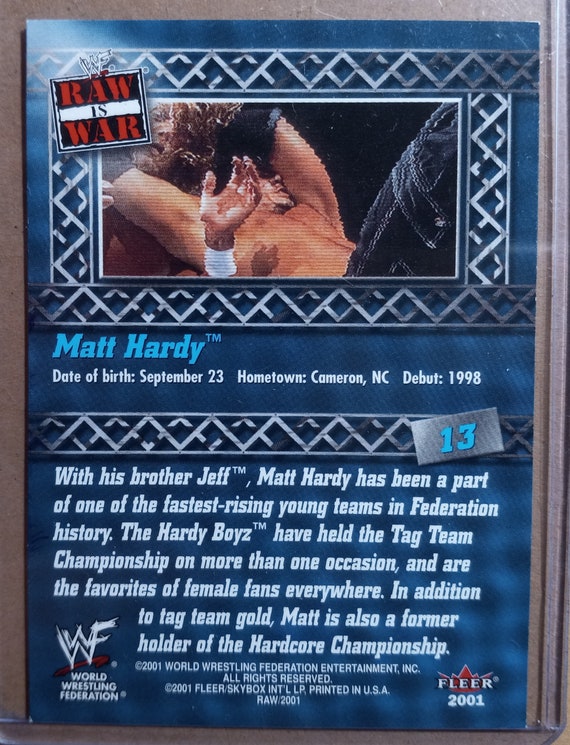 WF
RAW
IS
WAR
Matt Hardy™
Date of birth: September 23 Hometown: Cameron, NC Debut: 1998
13
With his brother Jeff™, Matt Hardy has been a part
of one of the fastest-rising young teams in Federation
history. The Hardy Boyz™ have held the Tag Team
Championship on more than one occasion, and are
the favorites of female fans everywhere. In addition
to tag team gold, Matt is also a former
holder of the Hardcore Championship.
WF
WORLD
WRESTLING
FEDERATION®
©2001 WORLD WRESTLING FEDERATION ENTERTAINMENT, INC.
ALL RIGHTS RESERVED.
©2001 FLEER/SKYBOX INT'L LP. PRINTED IN U.S.A.
RAW/2001
FLEER
2001